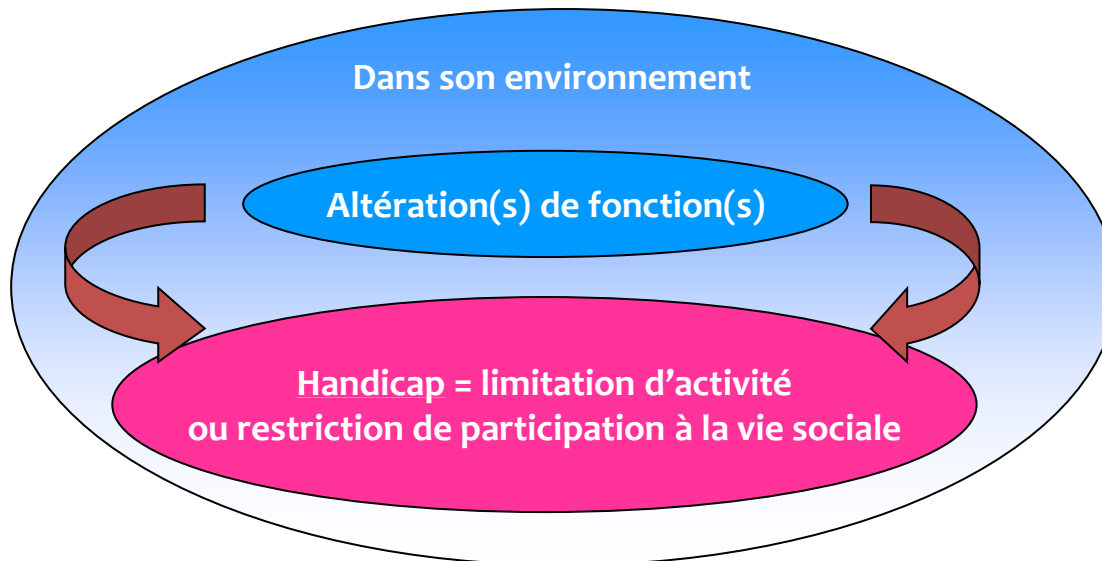 Dans son environnement
Altération(s) de fonction(s)
Handicap = limitation d’activité
ou restriction de participation à la vie sociale